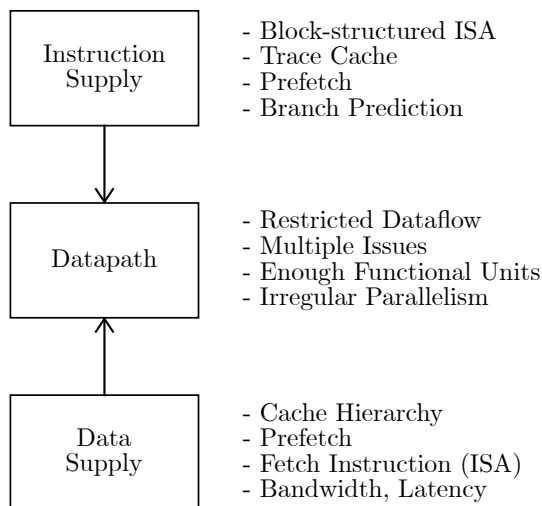 Instruction
Supply
- Block-structured ISA
- Trace Cache
- Prefetch
- Branch Prediction
Datapath
- Restricted Dataflow
- Multiple Issues
- Enough Functional Units
- Irregular Parallelism
Data
Supply
- Cache Hierarchy
- Prefetch
- Fetch Instruction (ISA)
- Bandwidth, Latency